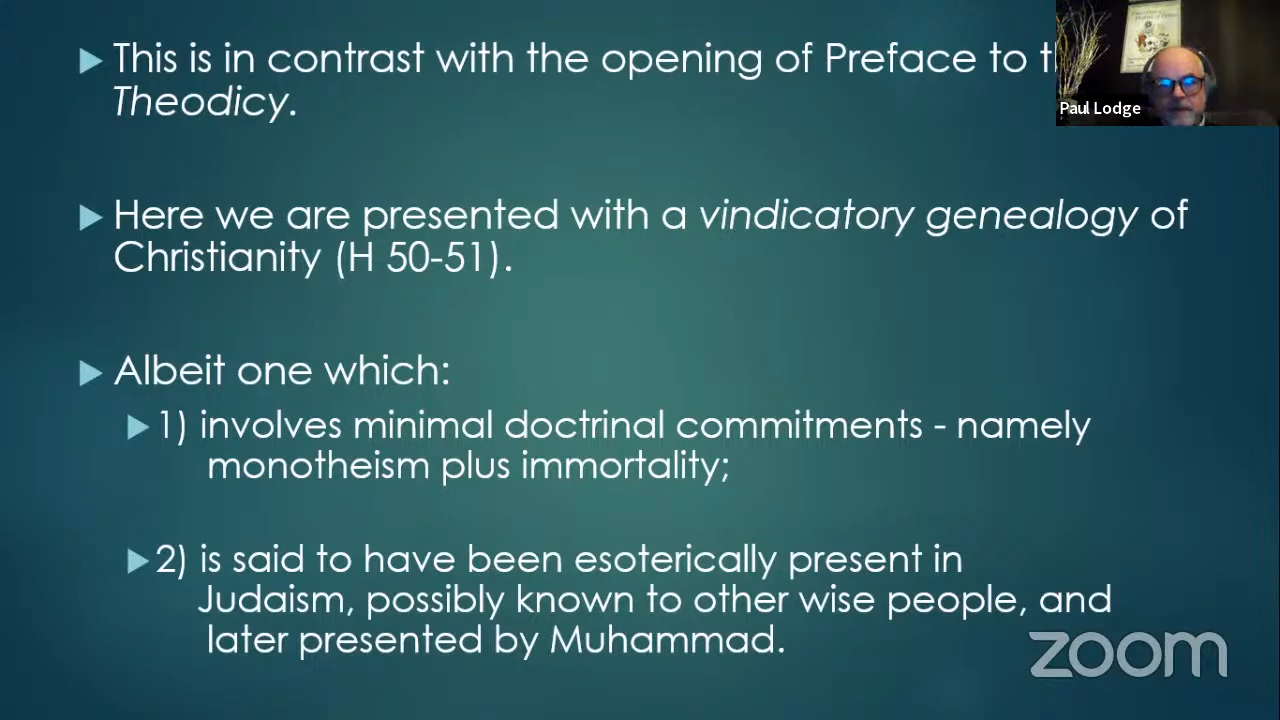 ▶ This is in contrast with the opening of Preface to t
Theodicy.
▶ Here we are presented with a vindicatory genealogy of
Christianity (H 50-51).
▶ Albeit one which:
▶ 1) involves minimal doctrinal commitments - namely
monotheism plus immortality;
▶ 2) is said to have been esoterically present in
Judaism, possibly known to other wise people, and
later presented by Muhammad.
Paul Lodge
zoom